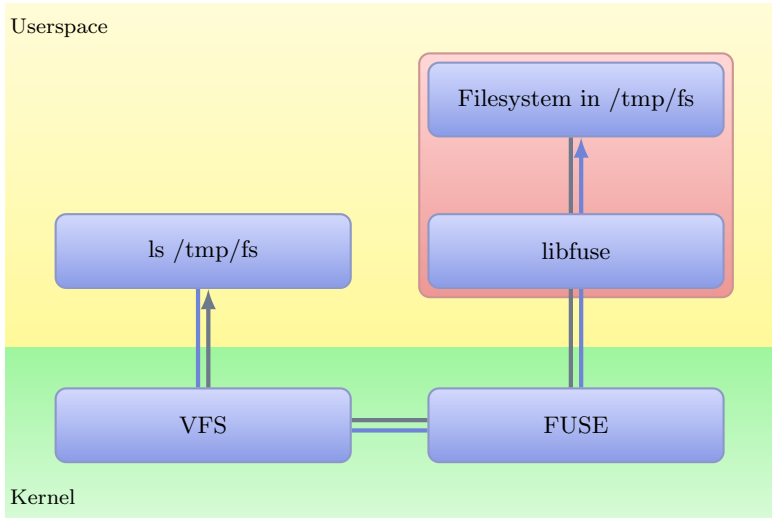 Userspace
Filesystem in /tmp/fs
ls /tmp/fs
libfuse
VFS
FUSE
Kernel